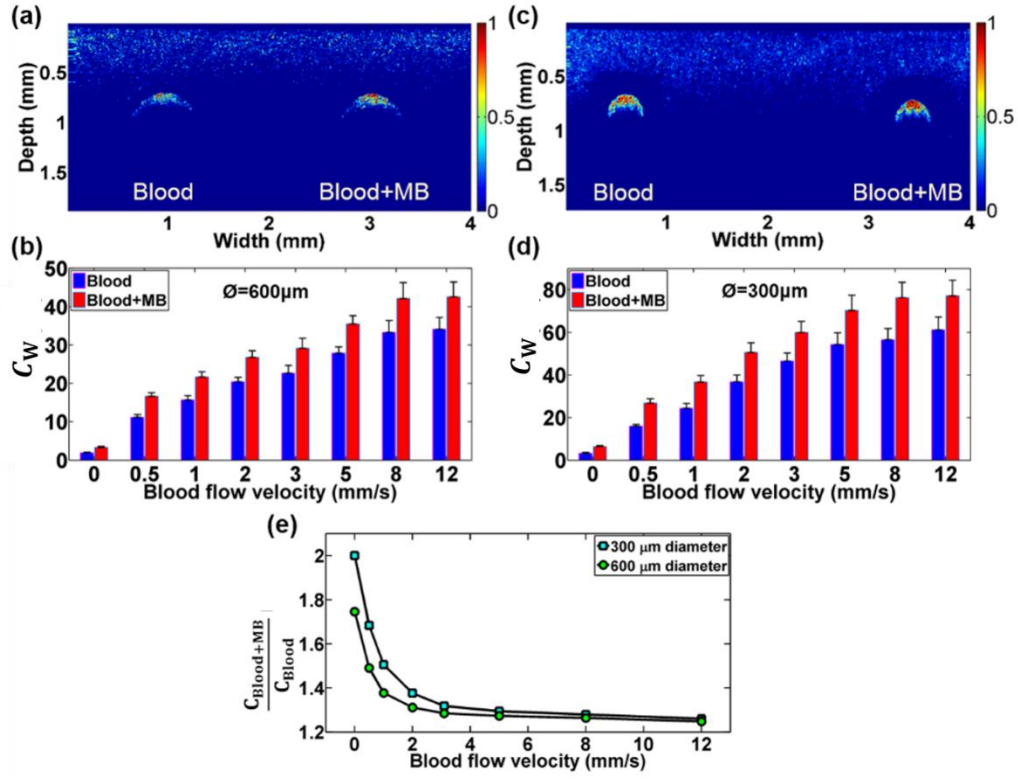 (a)
Depth (mm)
0.5
1
1.5
Blood
Blood+MB
1
2
3
4
Width (mm)
1
0.5
0
(c)
Depth (mm)
0.5
1
1.5
Blood
Blood+MB
1
2
3
4
Width (mm)
1
0.5
0
(b)
Blood
Blood+MB
Ø=600µm
C_W
50
40
30
20
10
0
0 0.5 1 2 3 5 8 12
Blood flow velocity (mm/s)
(d)
Blood
Blood+MB
Ø=300µm
C_W
80
60
40
20
0
0 0.5 1 2 3 5 8 12
Blood flow velocity (mm/s)
(e)
300 µm diameter
600 µm diameter
C_Blood+MB
C_Blood
2
1.8
1.6
1.4
1.2
0 2 4 6 8 10 12
Blood flow velocity (mm/s)